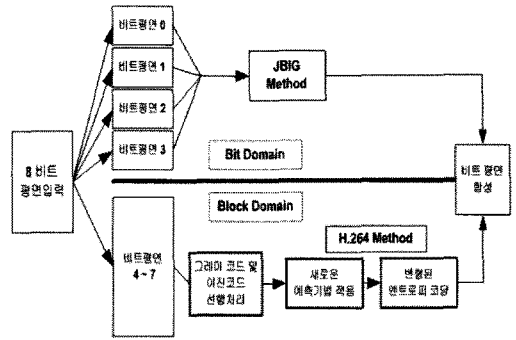 비트평면 0
비트평면 1
비트평면 2
비트평면 3
JBIG
Method
8 비트
평면입력
Bit Domain
Block Domain
비트 평면
합성
비트평면
4 ~ 7
H.264 Method
그레이 코드 및
이진코드
선행처리
새로운
예측기법 적용
변형된
엔트로피 코딩